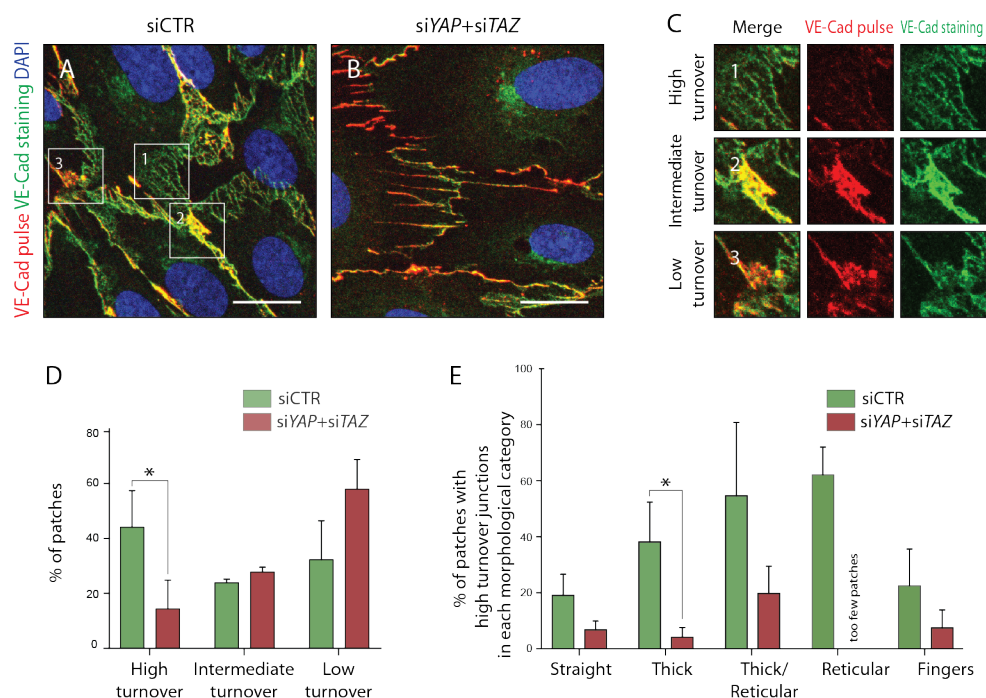 siCTR
siYAP+siTAZ
VE-Cad pulse VE-Cad staining DAPI
A
1
2
3
B
C
Merge
VE-Cad pulse
VE-Cad staining
High
turnover
1
Intermediate
turnover
2
Low
turnover
3
D
siCTR
siYAP+siTAZ
% of patches
80
60
40
20
0
*
High
turnover
Intermediate
turnover
Low
turnover
E
siCTR
siYAP+siTAZ
% of patches with
high turnover junctions
in each morphological category
100
80
60
40
20
0
*
too few patches
Straight
Thick
Thick/
Reticular
Reticular
Fingers